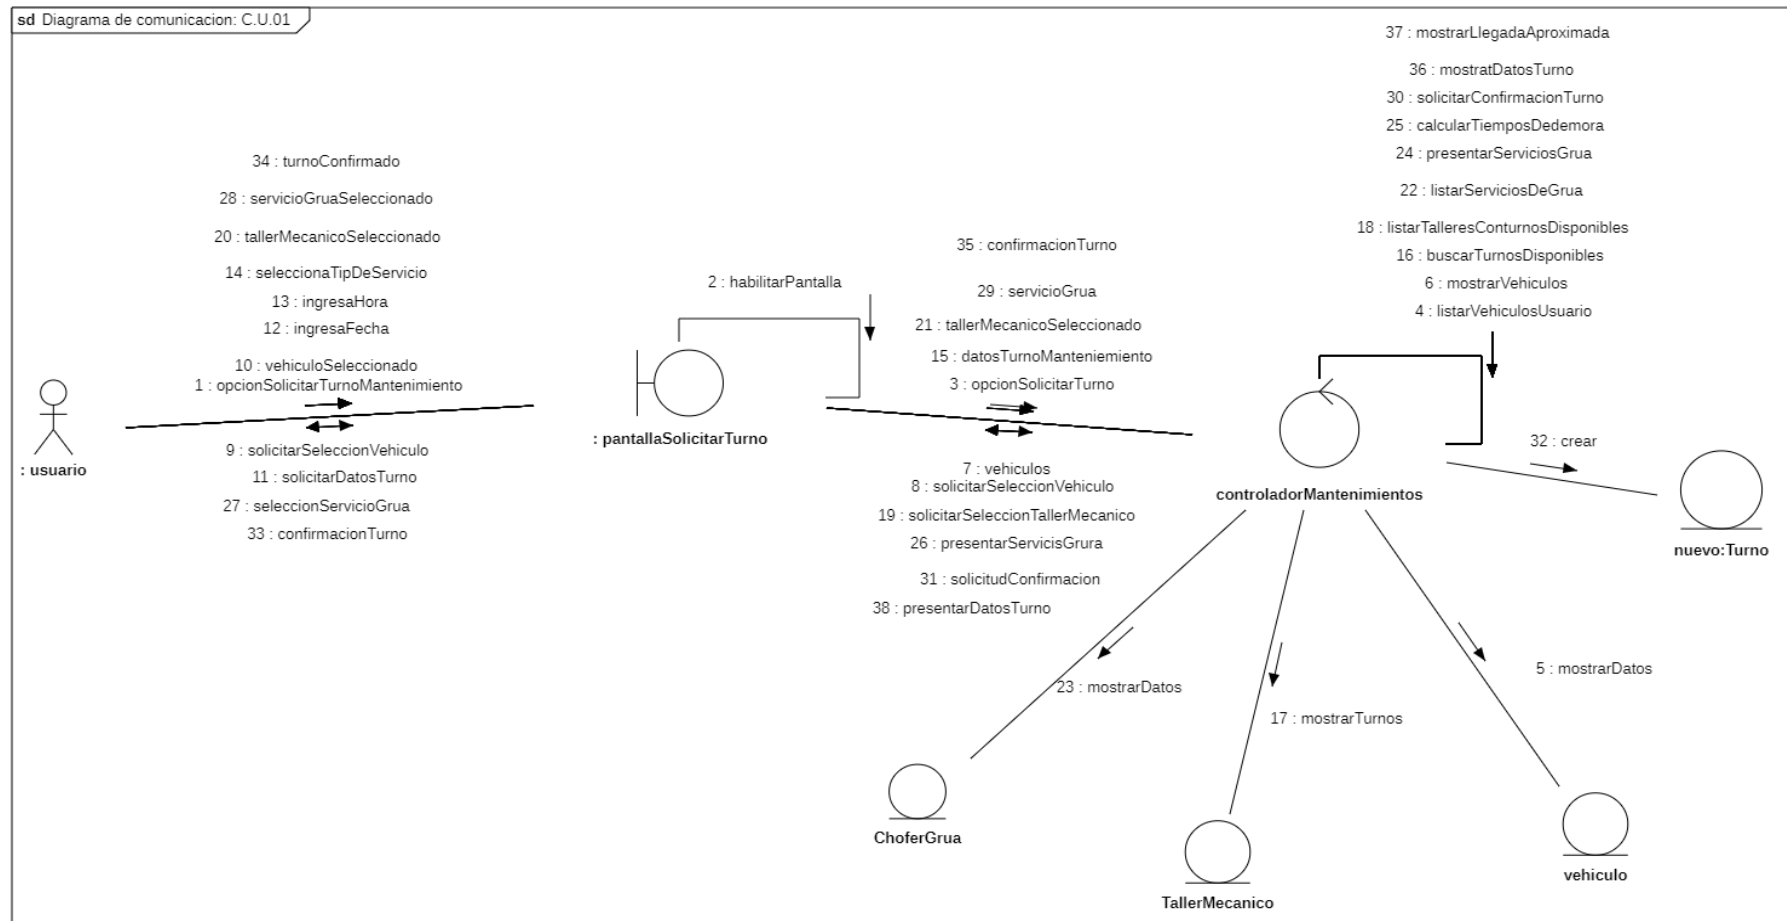 sd Diagrama de comunicacion: C.U.01
34 : turnoConfirmado
28 : servicioGruaSeleccionado
20 : tallerMecanicoSeleccionado
14 : seleccionaTipDeServicio
13 : ingresaHora
12 : ingresaFecha
10 : vehiculoSeleccionado
1 : opcionSolicitarTurnoMantenimiento
9 : solicitarSeleccionVehiculo
11 : solicitarDatosTurno
27 : seleccionServicioGrua
33 : confirmacionTurno
: usuario
2 : habilitarPantalla
: pantallaSolicitarTurno
35 : confirmacionTurno
29 : servicioGrua
21 : tallerMecanicoSeleccionado
15 : datosTurnoManteniemiento
3 : opcionSolicitarTurno
7 : vehiculos
8 : solicitarSeleccionVehiculo
19 : solicitarSeleccionTallerMecanico
26 : presentarServicisGrura
31 : solicitudConfirmacion
38 : presentarDatosTurno
37 : mostrarLlegadaAproximada
36 : mostratDatosTurno
30 : solicitarConfirmacionTurno
25 : calcularTiemposDedemora
24 : presentarServiciosGrua
22 : listarServiciosDeGrua
18 : listarTalleresConturnosDisponibles
16 : buscarTurnosDisponibles
6 : mostrarVehiculos
4 : listarVehiculosUsuario
controladorMantenimientos
32 : crear
nuevo:Turno
23 : mostrarDatos
17 : mostrarTurnos
5 : mostrarDatos
ChoferGrua
TallerMecanico
vehiculo